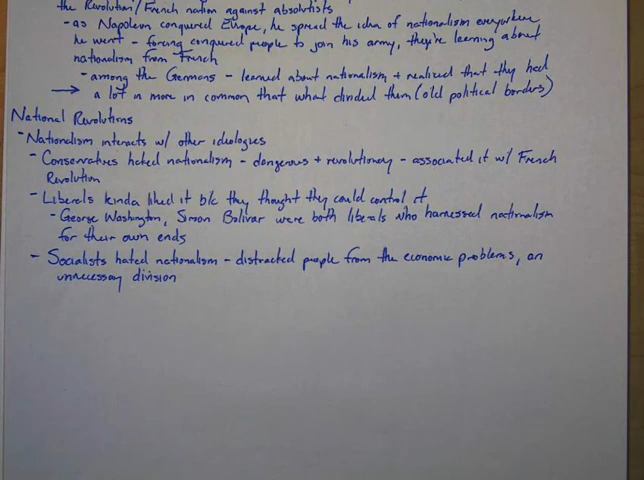 the Revolution/French nation against absolutists
- as Napoleon conquered Europe, he spread the idea of nationalism everywhere
he went - forcing conquered people to join his army, they're learning about
nationalism from French
- among the Germans - learned about nationalism + realized that they had
→ a lot in more in common that what divided them (old political borders)
National Revolutions
- Nationalism interacts w/ other ideologies
- Conservatives hated nationalism - dangerous + revolutionary - associated it w/ French
Revolution
- Liberals kinda liked it b/c they thought they could control it
- George Washington, Simon Bolivar were both liberals who harnessed nationalism
for their own ends
- Socialists hated nationalism - distracted people from the economic problems, an
unnecessary division